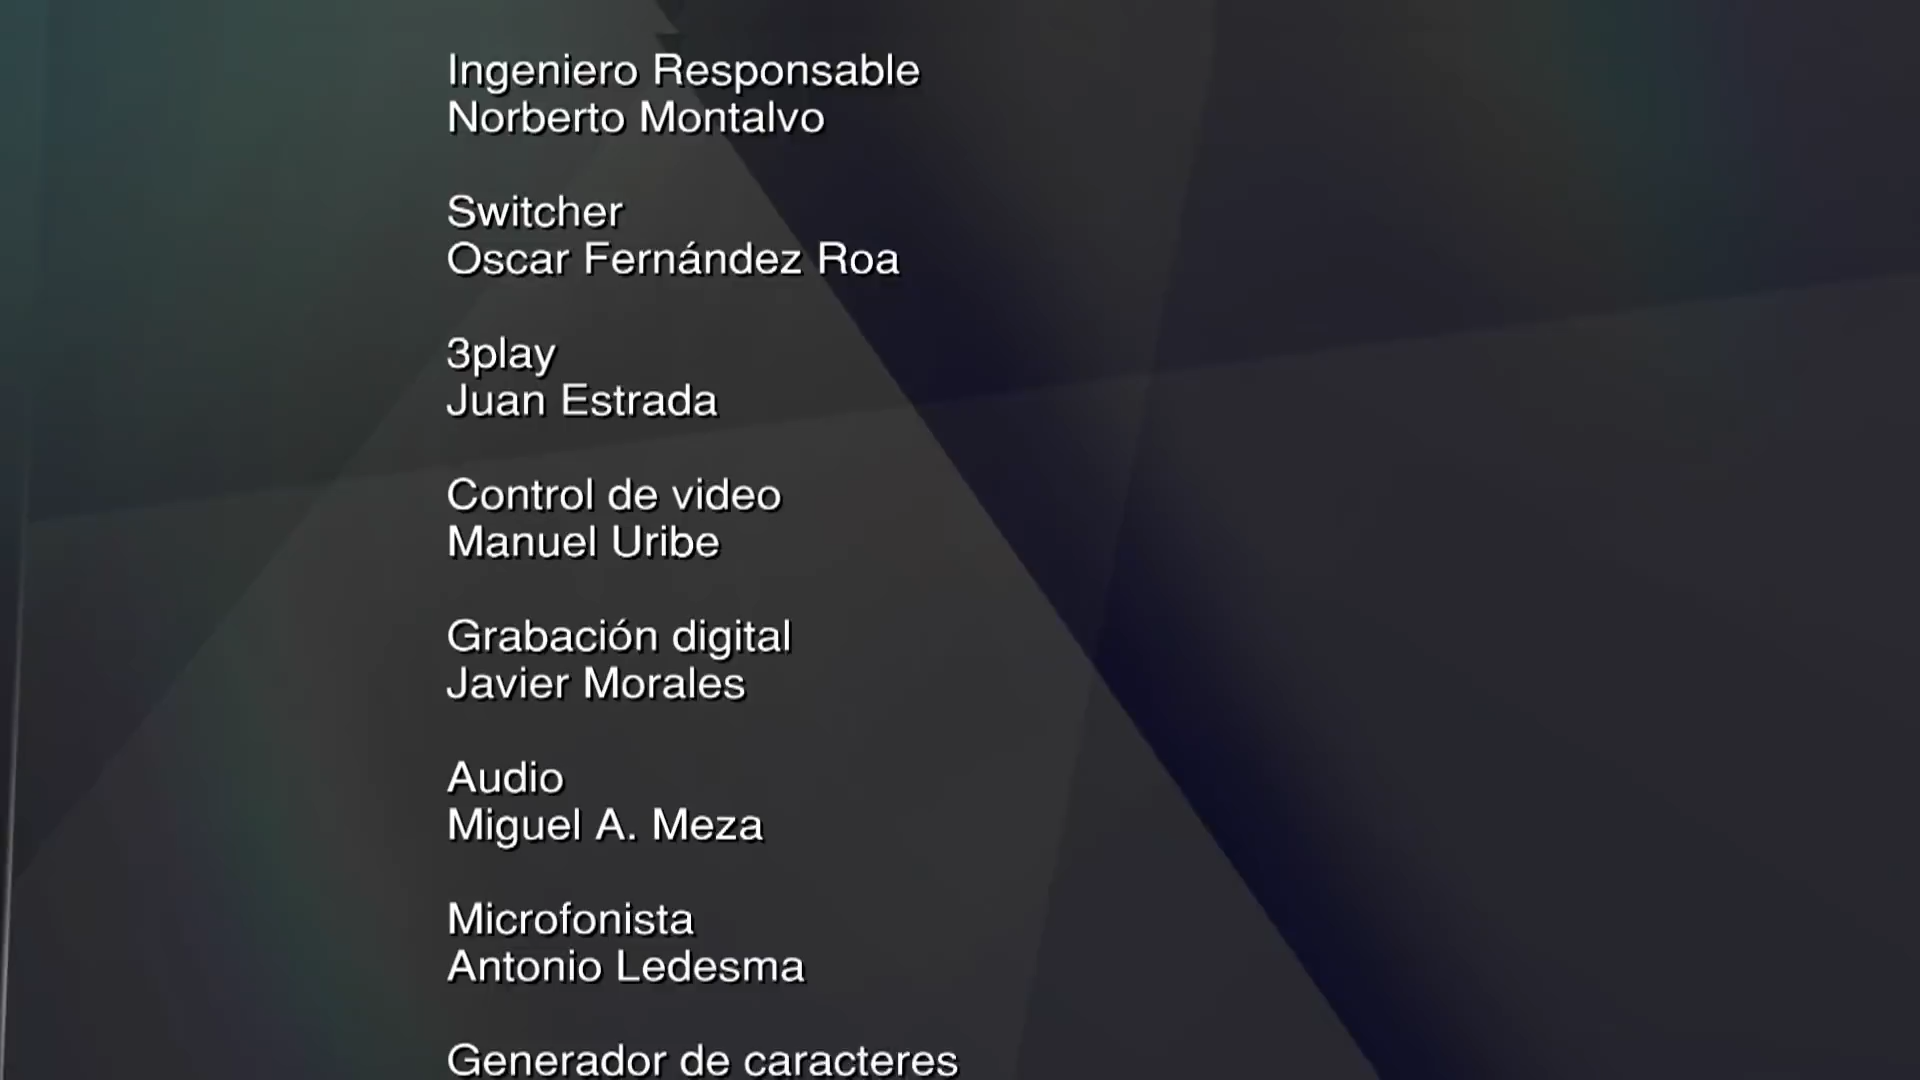 Ingeniero Responsable
Norberto Montalvo
Switcher
Oscar Fernández Roa
3play
Juan Estrada
Control de video
Manuel Uribe
Grabación digital
Javier Morales
Audio
Miguel A. Meza
Microfonista
Antonio Ledesma
Generador de caracteres